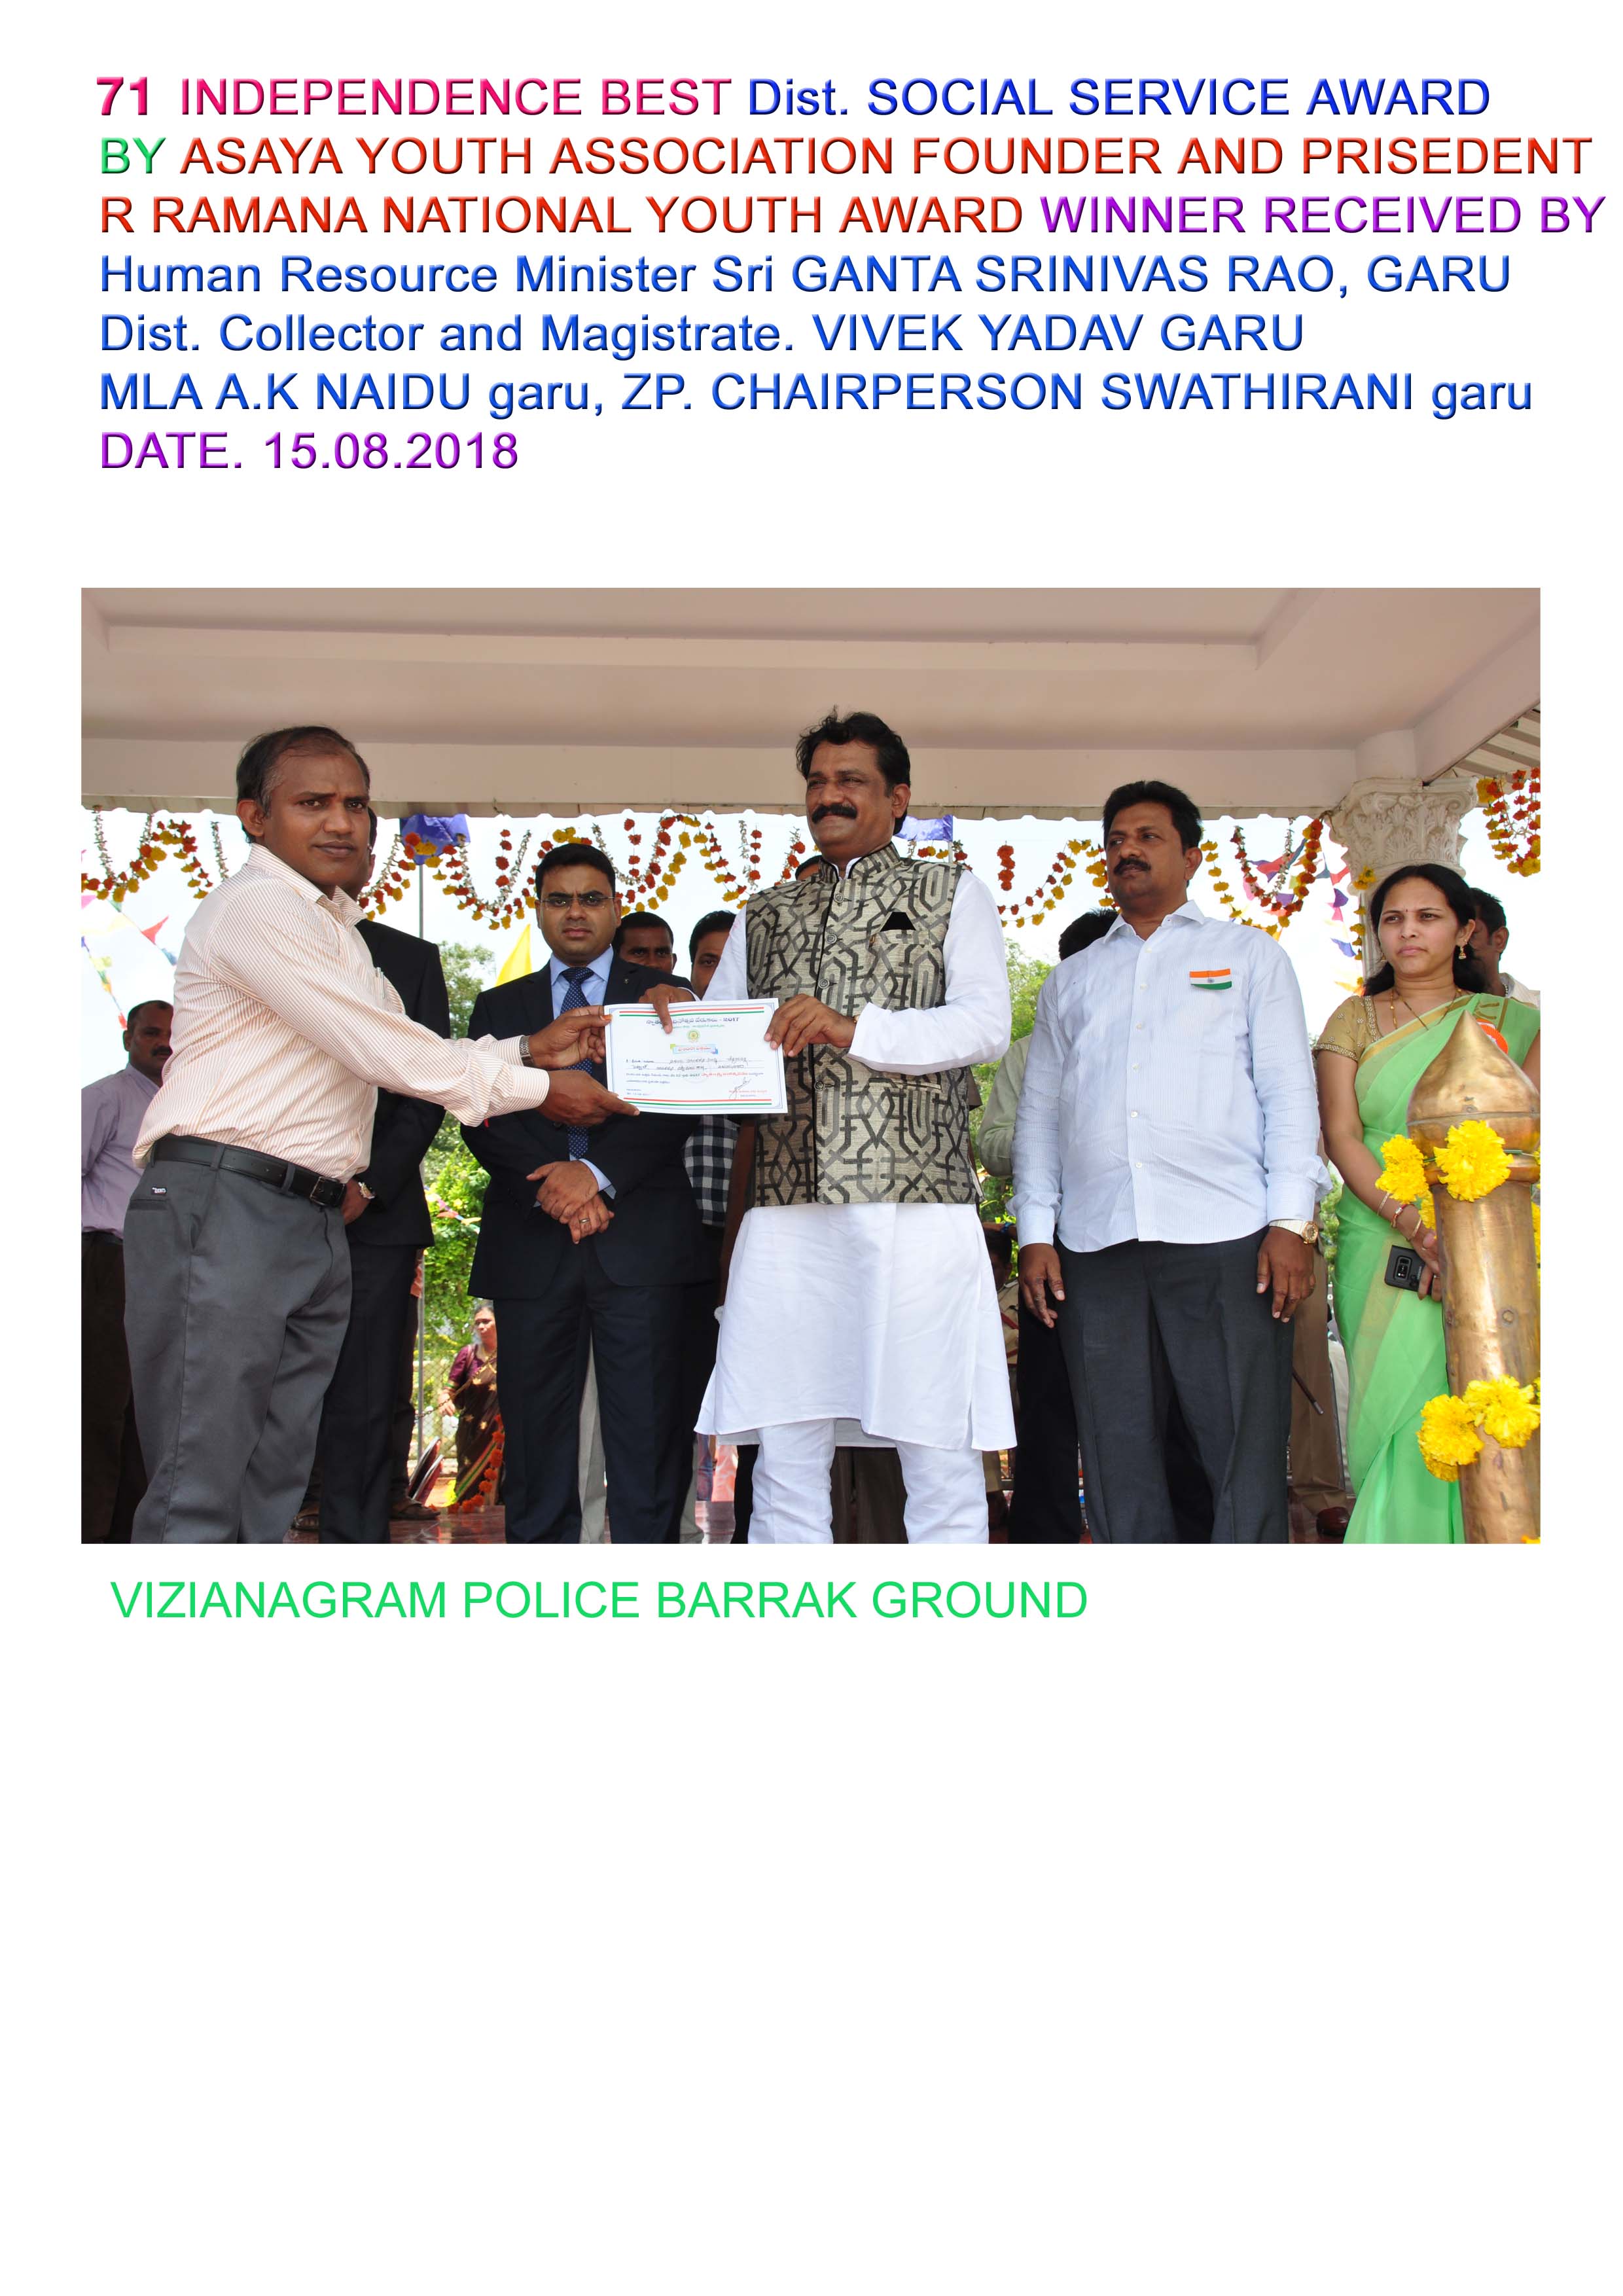 71 INDEPENDENCE BEST Dist. SOCIAL SERVICE AWARD
BY ASAYA YOUTH ASSOCIATION FOUNDER AND PRISEDENT
R RAMANA NATIONAL YOUTH AWARD WINNER RECEIVED BY
Human Resource Minister Sri GANTA SRINIVAS RAO, GARU
Dist. Collector and Magistrate. VIVEK YADAV GARU
MLA A.K NAIDU garu, ZP. CHAIRPERSON SWATHIRANI garu
DATE. 15.08.2018
VIZIANAGRAM POLICE BARRAK GROUND